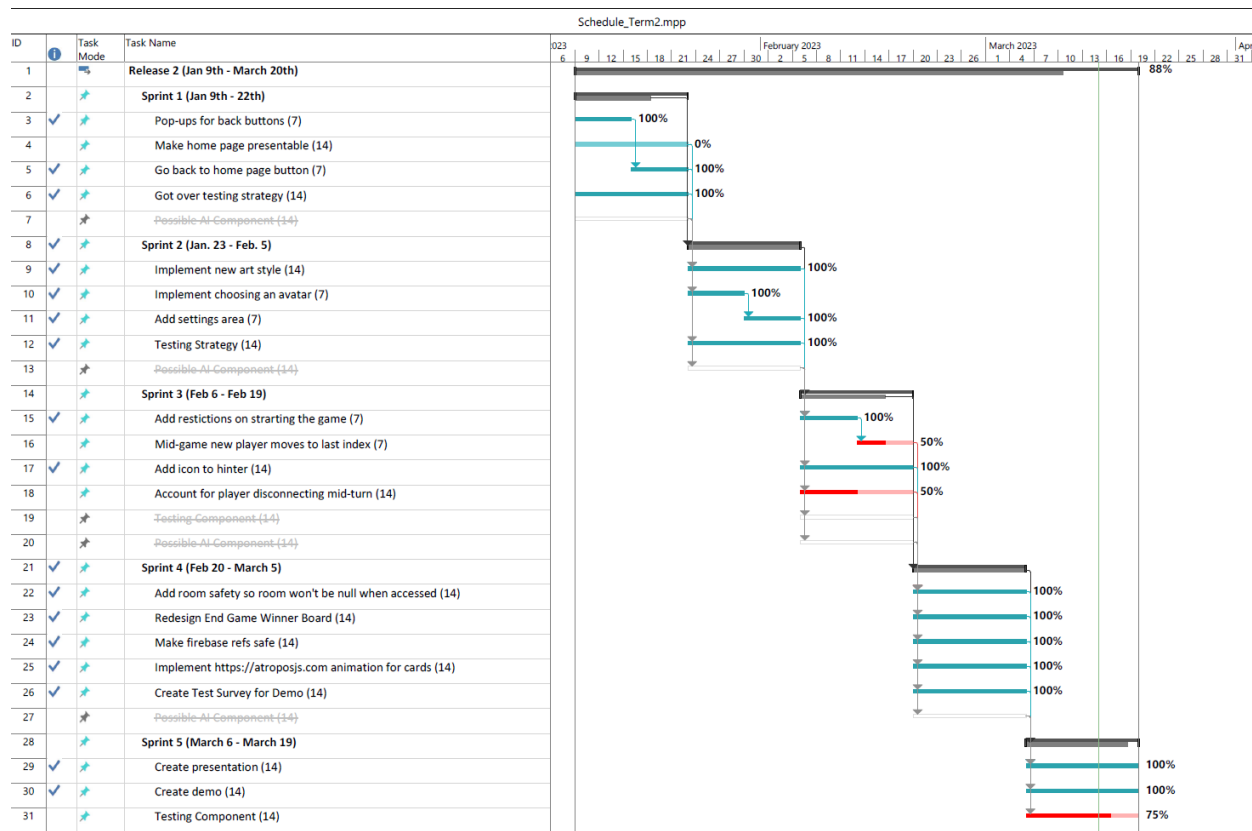 Schedule_Term2.mpp
ID Task Mode Task Name 2023 February 2023 March 2023 Apr
6 9 12 15 18 21 24 27 30 2 5 8 11 14 17 20 23 26 1 4 7 10 13 16 19 22 25 28 31
1 Release 2 (Jan 9th - March 20th) 88%
2 Sprint 1 (Jan 9th - 22th)
3 Pop-ups for back buttons (7) 100%
4 Make home page presentable (14) 0%
5 Go back to home page button (7) 100%
6 Got over testing strategy (14) 100%
7 Possible AI Component (14)
8 Sprint 2 (Jan. 23 - Feb. 5)
9 Implement new art style (14) 100%
10 Implement choosing an avatar (7) 100%
11 Add settings area (7) 100%
12 Testing Strategy (14) 100%
13 Possible AI Component (14)
14 Sprint 3 (Feb 6 - Feb 19)
15 Add restictions on strarting the game (7) 100%
16 Mid-game new player moves to last index (7) 50%
17 Add icon to hinter (14) 100%
18 Account for player disconnecting mid-turn (14) 50%
19 Testing Component (14)
20 Possible AI Component (14)
21 Sprint 4 (Feb 20 - March 5)
22 Add room safety so room won't be null when accessed (14) 100%
23 Redesign End Game Winner Board (14) 100%
24 Make firebase refs safe (14) 100%
25 Implement https://atroposjs.com animation for cards (14) 100%
26 Create Test Survey for Demo (14) 100%
27 Possible AI Component (14)
28 Sprint 5 (March 6 - March 19)
29 Create presentation (14) 100%
30 Create demo (14) 100%
31 Testing Component (14) 75%